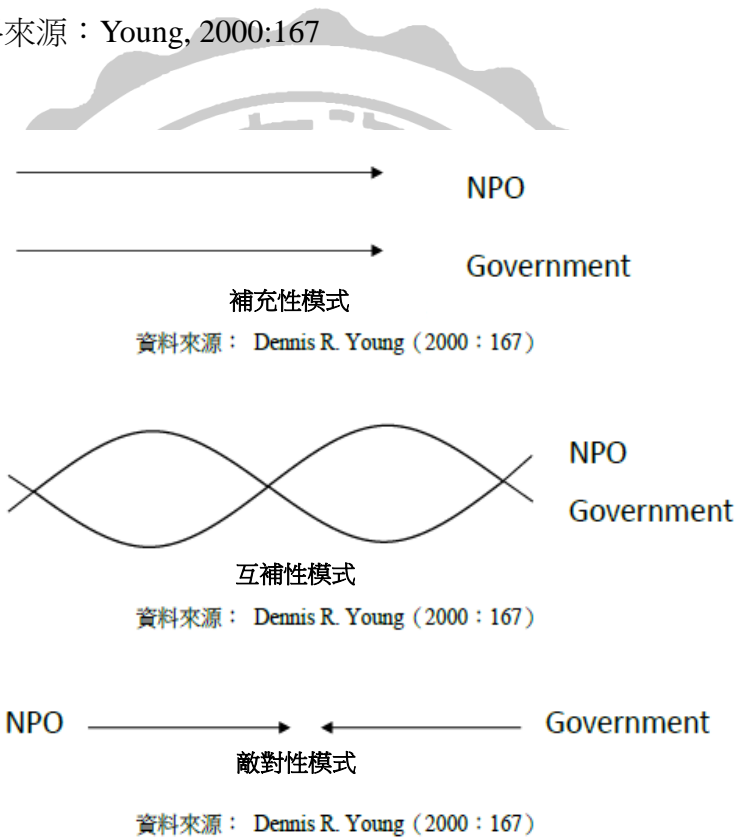 來源：Young, 2000:167
NPO
Government
補充性模式
資料來源： Dennis R. Young（2000：167）
NPO
Government
互補性模式
資料來源： Dennis R. Young（2000：167）
NPO
Government
敵對性模式
資料來源： Dennis R. Young（2000：167）